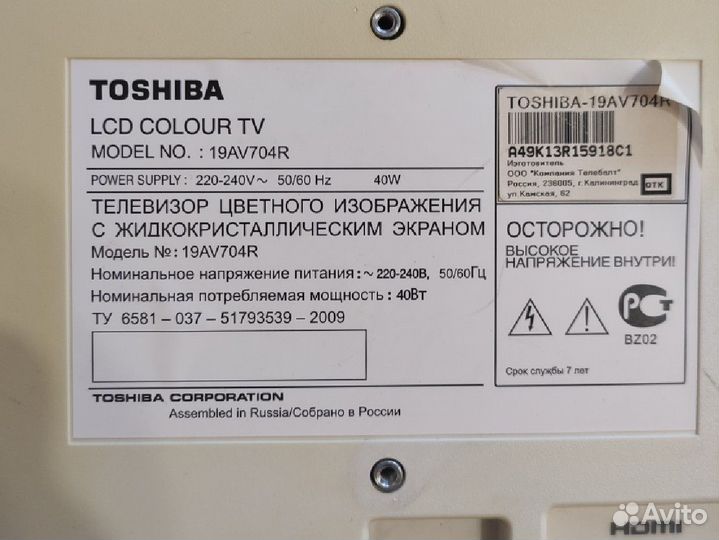 TOSHIBA
LCD COLOUR TV
MODEL NO. : 19AV704R
POWER SUPPLY: 220-240V~ 50/60 Hz 40W
ТЕЛЕВИЗОР ЦВЕТНОГО ИЗОБРАЖЕНИЯ
С ЖИДКОКРИСТАЛЛИЧЕСКИМ ЭКРАНОМ
Модель №: 19AV704R
Номинальное напряжение питания: ~ 220-240В, 50/60Гц
Номинальная потребляемая мощность: 40Вт
ТУ 6581 - 037 - 51793539 - 2009
TOSHIBA CORPORATION
Assembled in Russia/Собрано в России
TOSHIBA-19AV704R
A49K13R15918C1
Изготовитель
ООО "Компания Телебалт"
Россия, 236005, г.Калининград
ул.Камская, 62
ОТК
ОСТОРОЖНО!
ВЫСОКОЕ
НАПРЯЖЕНИЕ ВНУТРИ!
РСТ
BZ02
Срок службы 7 лет
HDMI
Avito